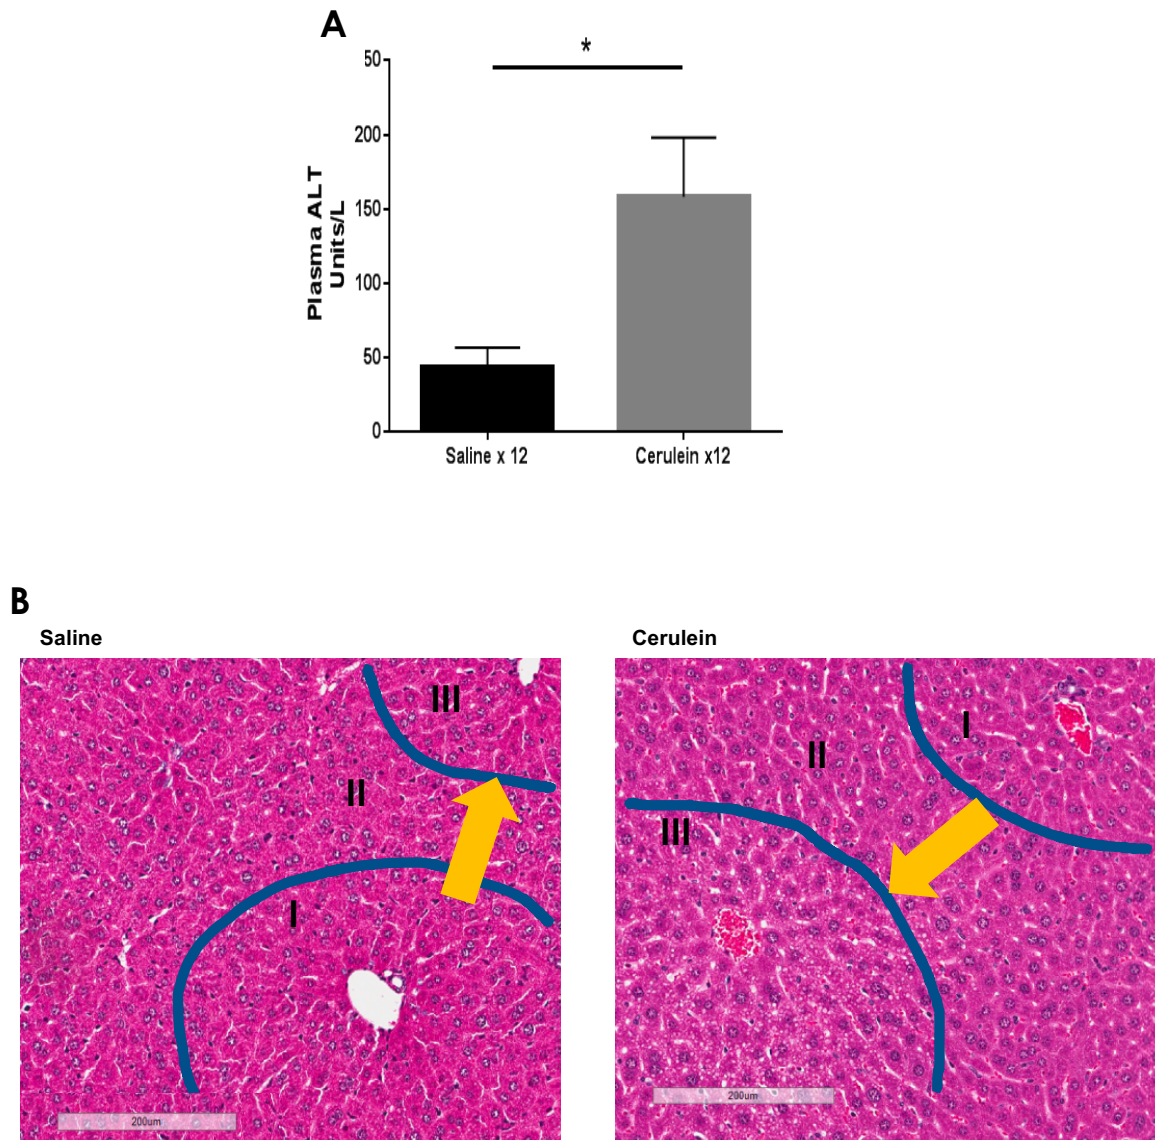 A
*
50
200
150
100
50
0
Plasma ALT
Units/L
Saline x 12
Cerulein x12
B
Saline
Cerulein
III
II
I
200um
I
II
III
200um